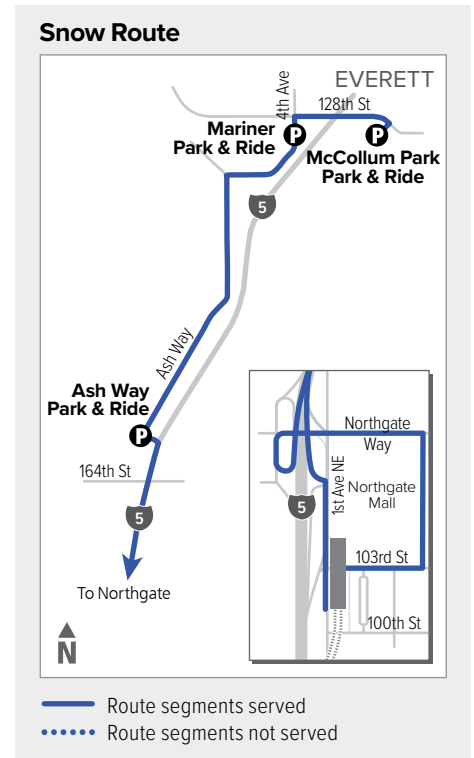 Snow Route
EVERETT
4th Ave
128th St
Mariner
Park & Ride
P
P
McCollum Park
Park & Ride
5
Ash Way
Ash Way
Park & Ride
P
164th St
5
To Northgate
N
Northgate
Way
1st Ave NE
Northgate
Mall
5
103rd St
100th St
Route segments served
Route segments not served